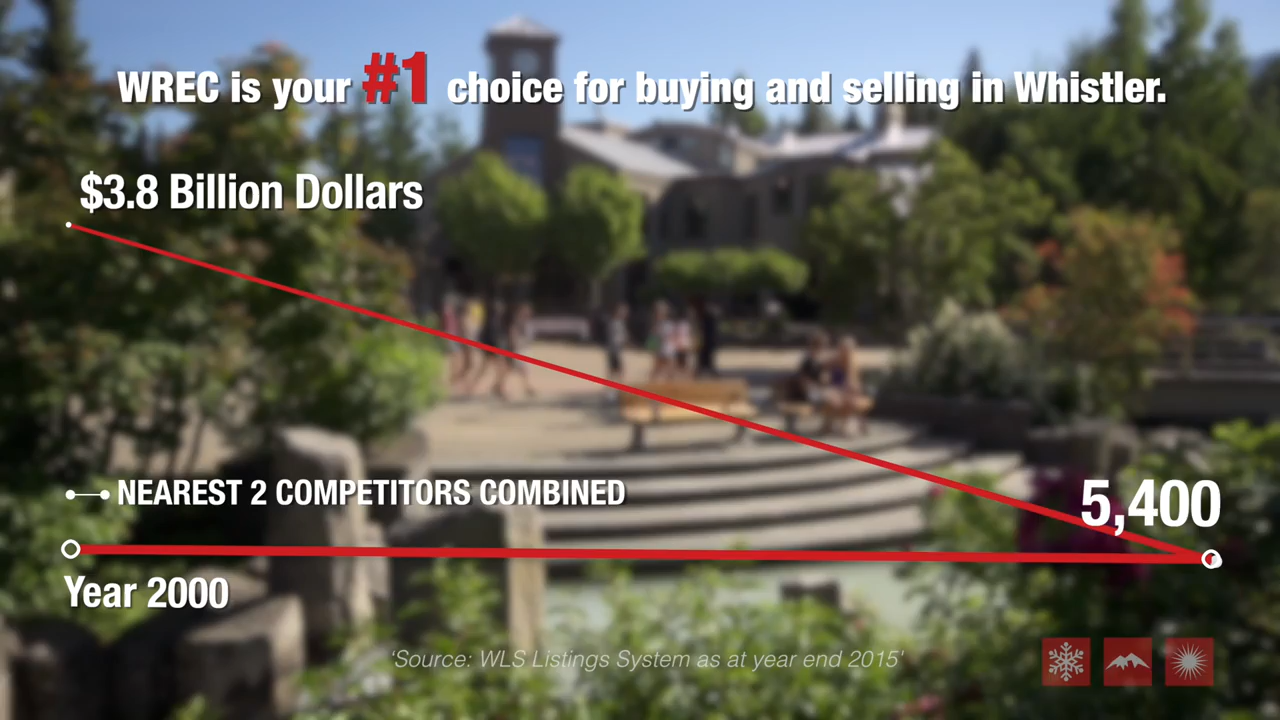 WREC is your #1 choice for buying and selling in Whistler.
$3.8 Billion Dollars
NEAREST 2 COMPETITORS COMBINED
5,400
Year 2000
'Source: WLS Listings System as at year end 2015'